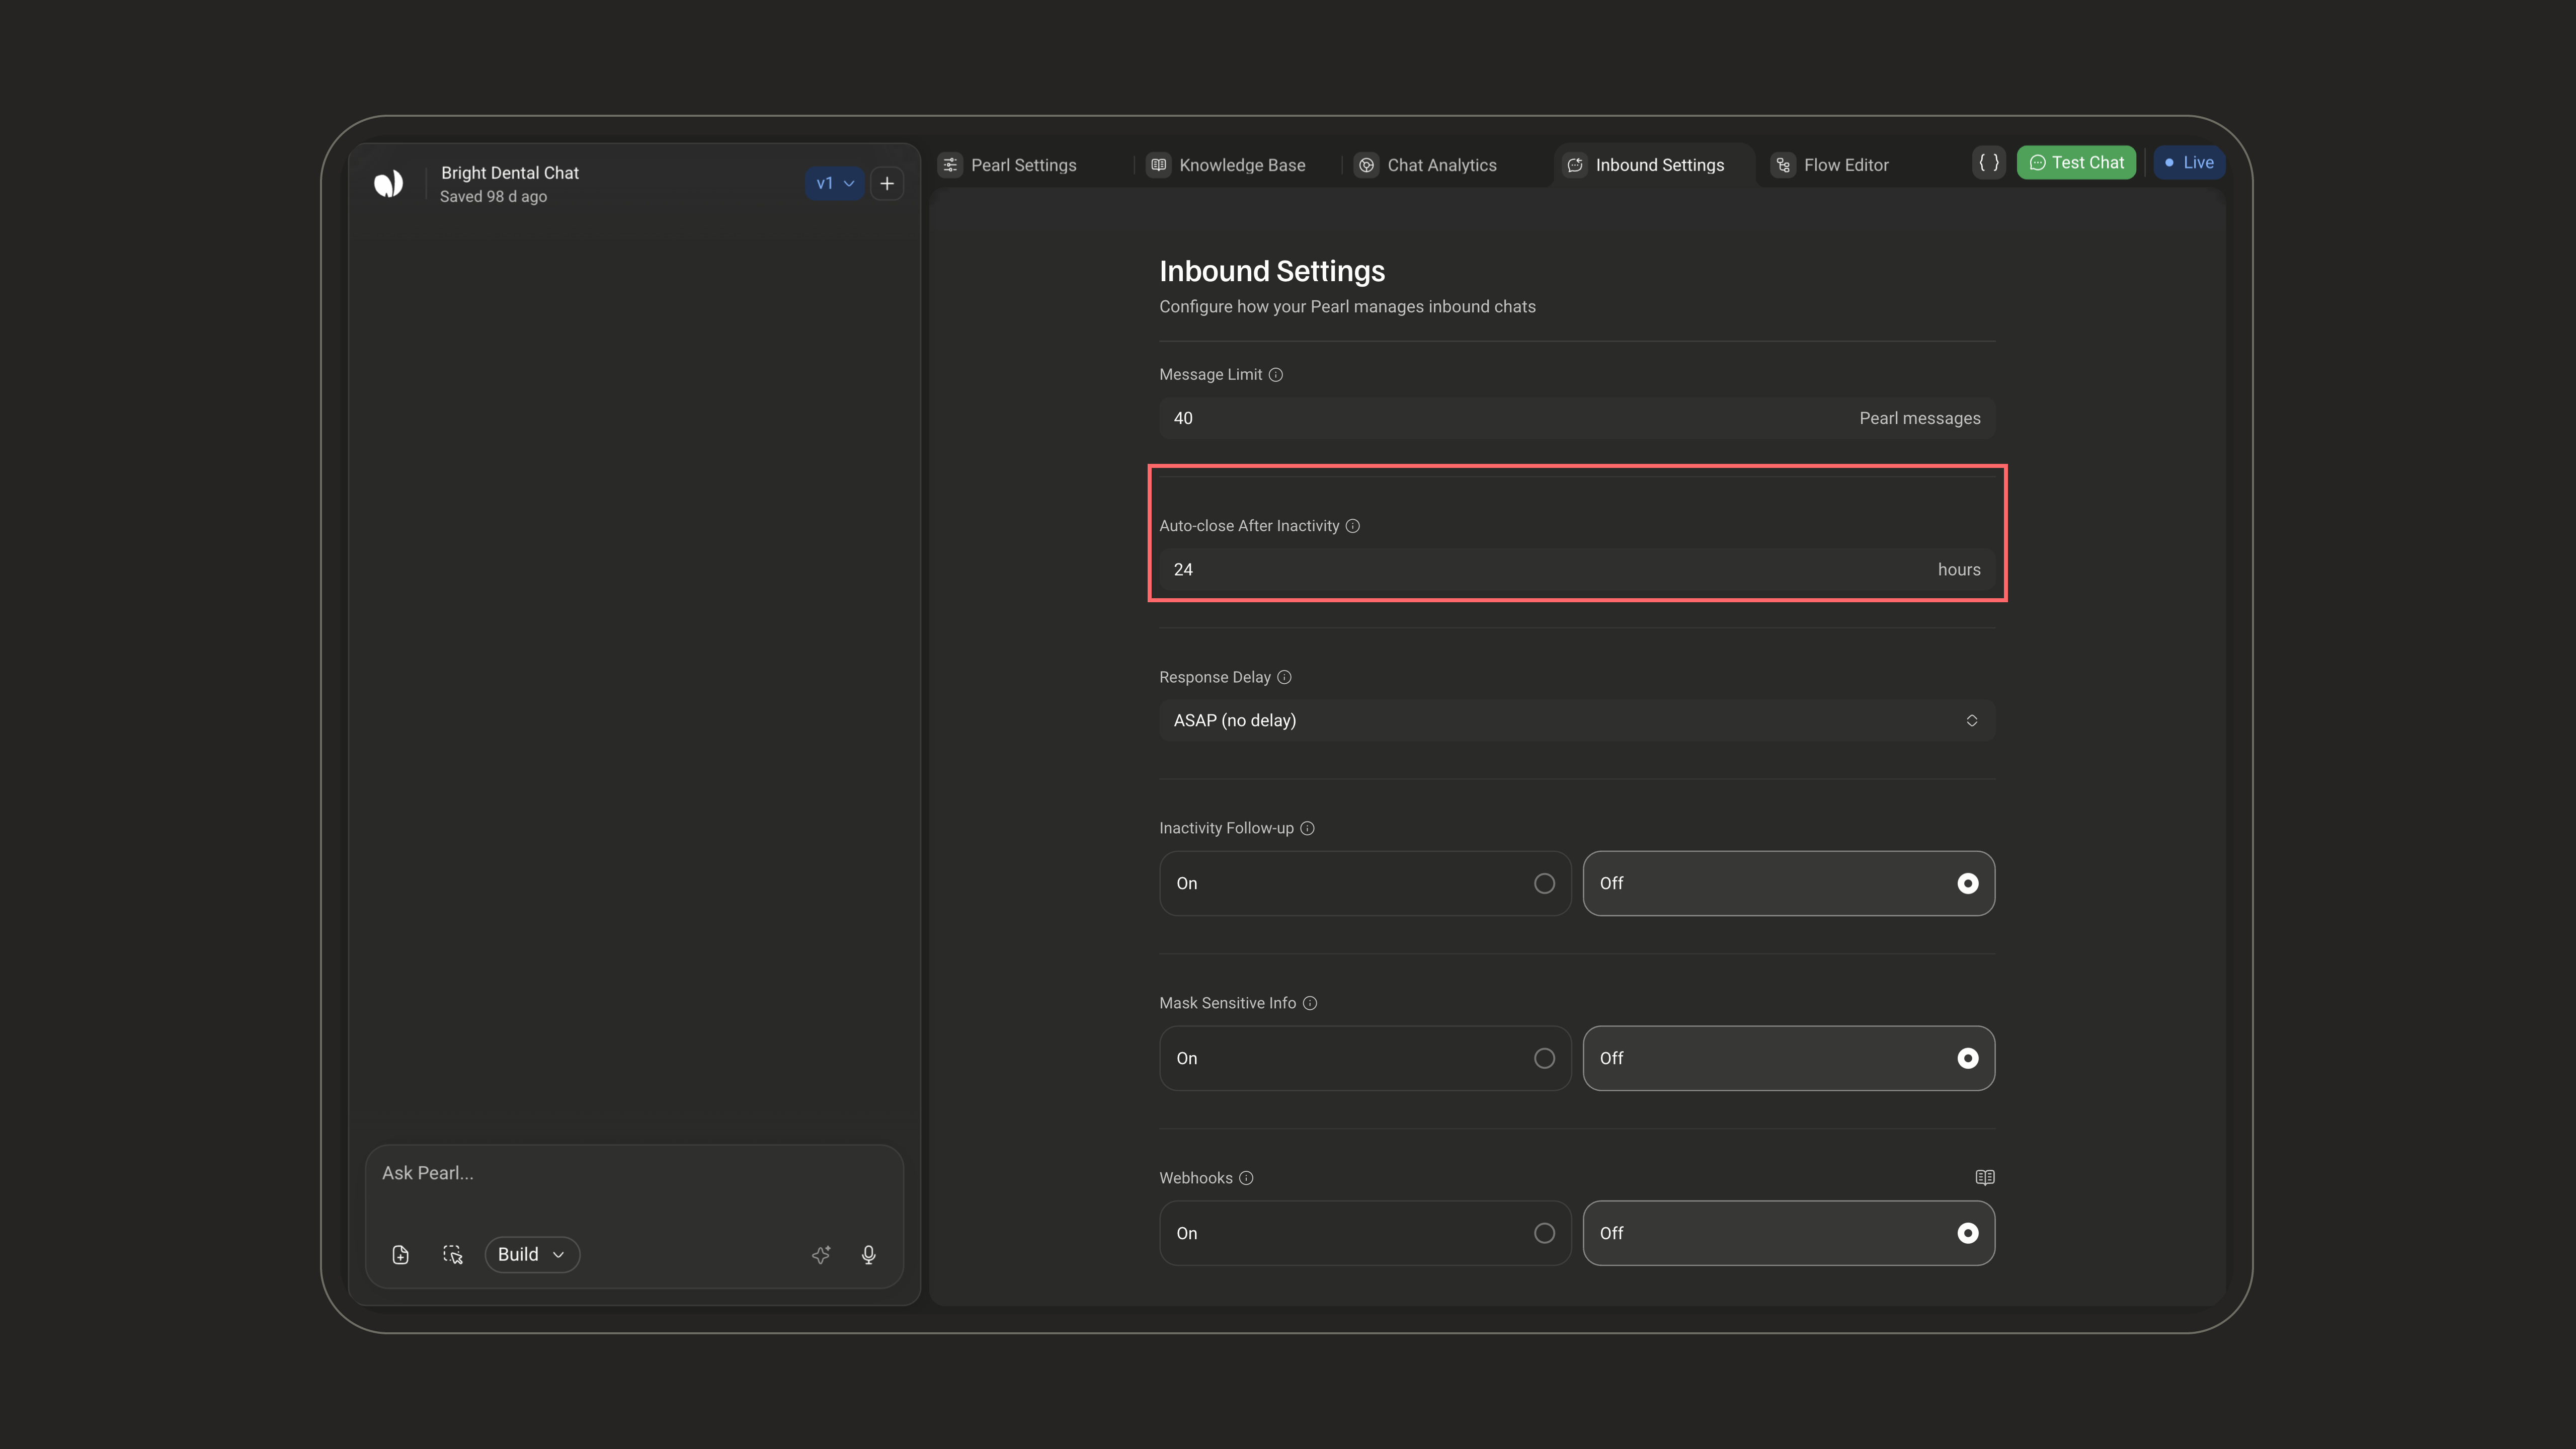 Bright Dental Chat
Saved 98 d ago
v1
Pearl Settings
Knowledge Base
Chat Analytics
Inbound Settings
Flow Editor
{ }
Test Chat
Live
Inbound Settings
Configure how your Pearl manages inbound chats
Message Limit
40 Pearl messages
Auto-close After Inactivity
24 hours
Response Delay
ASAP (no delay)
Inactivity Follow-up
On Off
Mask Sensitive Info
On Off
Webhooks
On Off
Ask Pearl...
Build